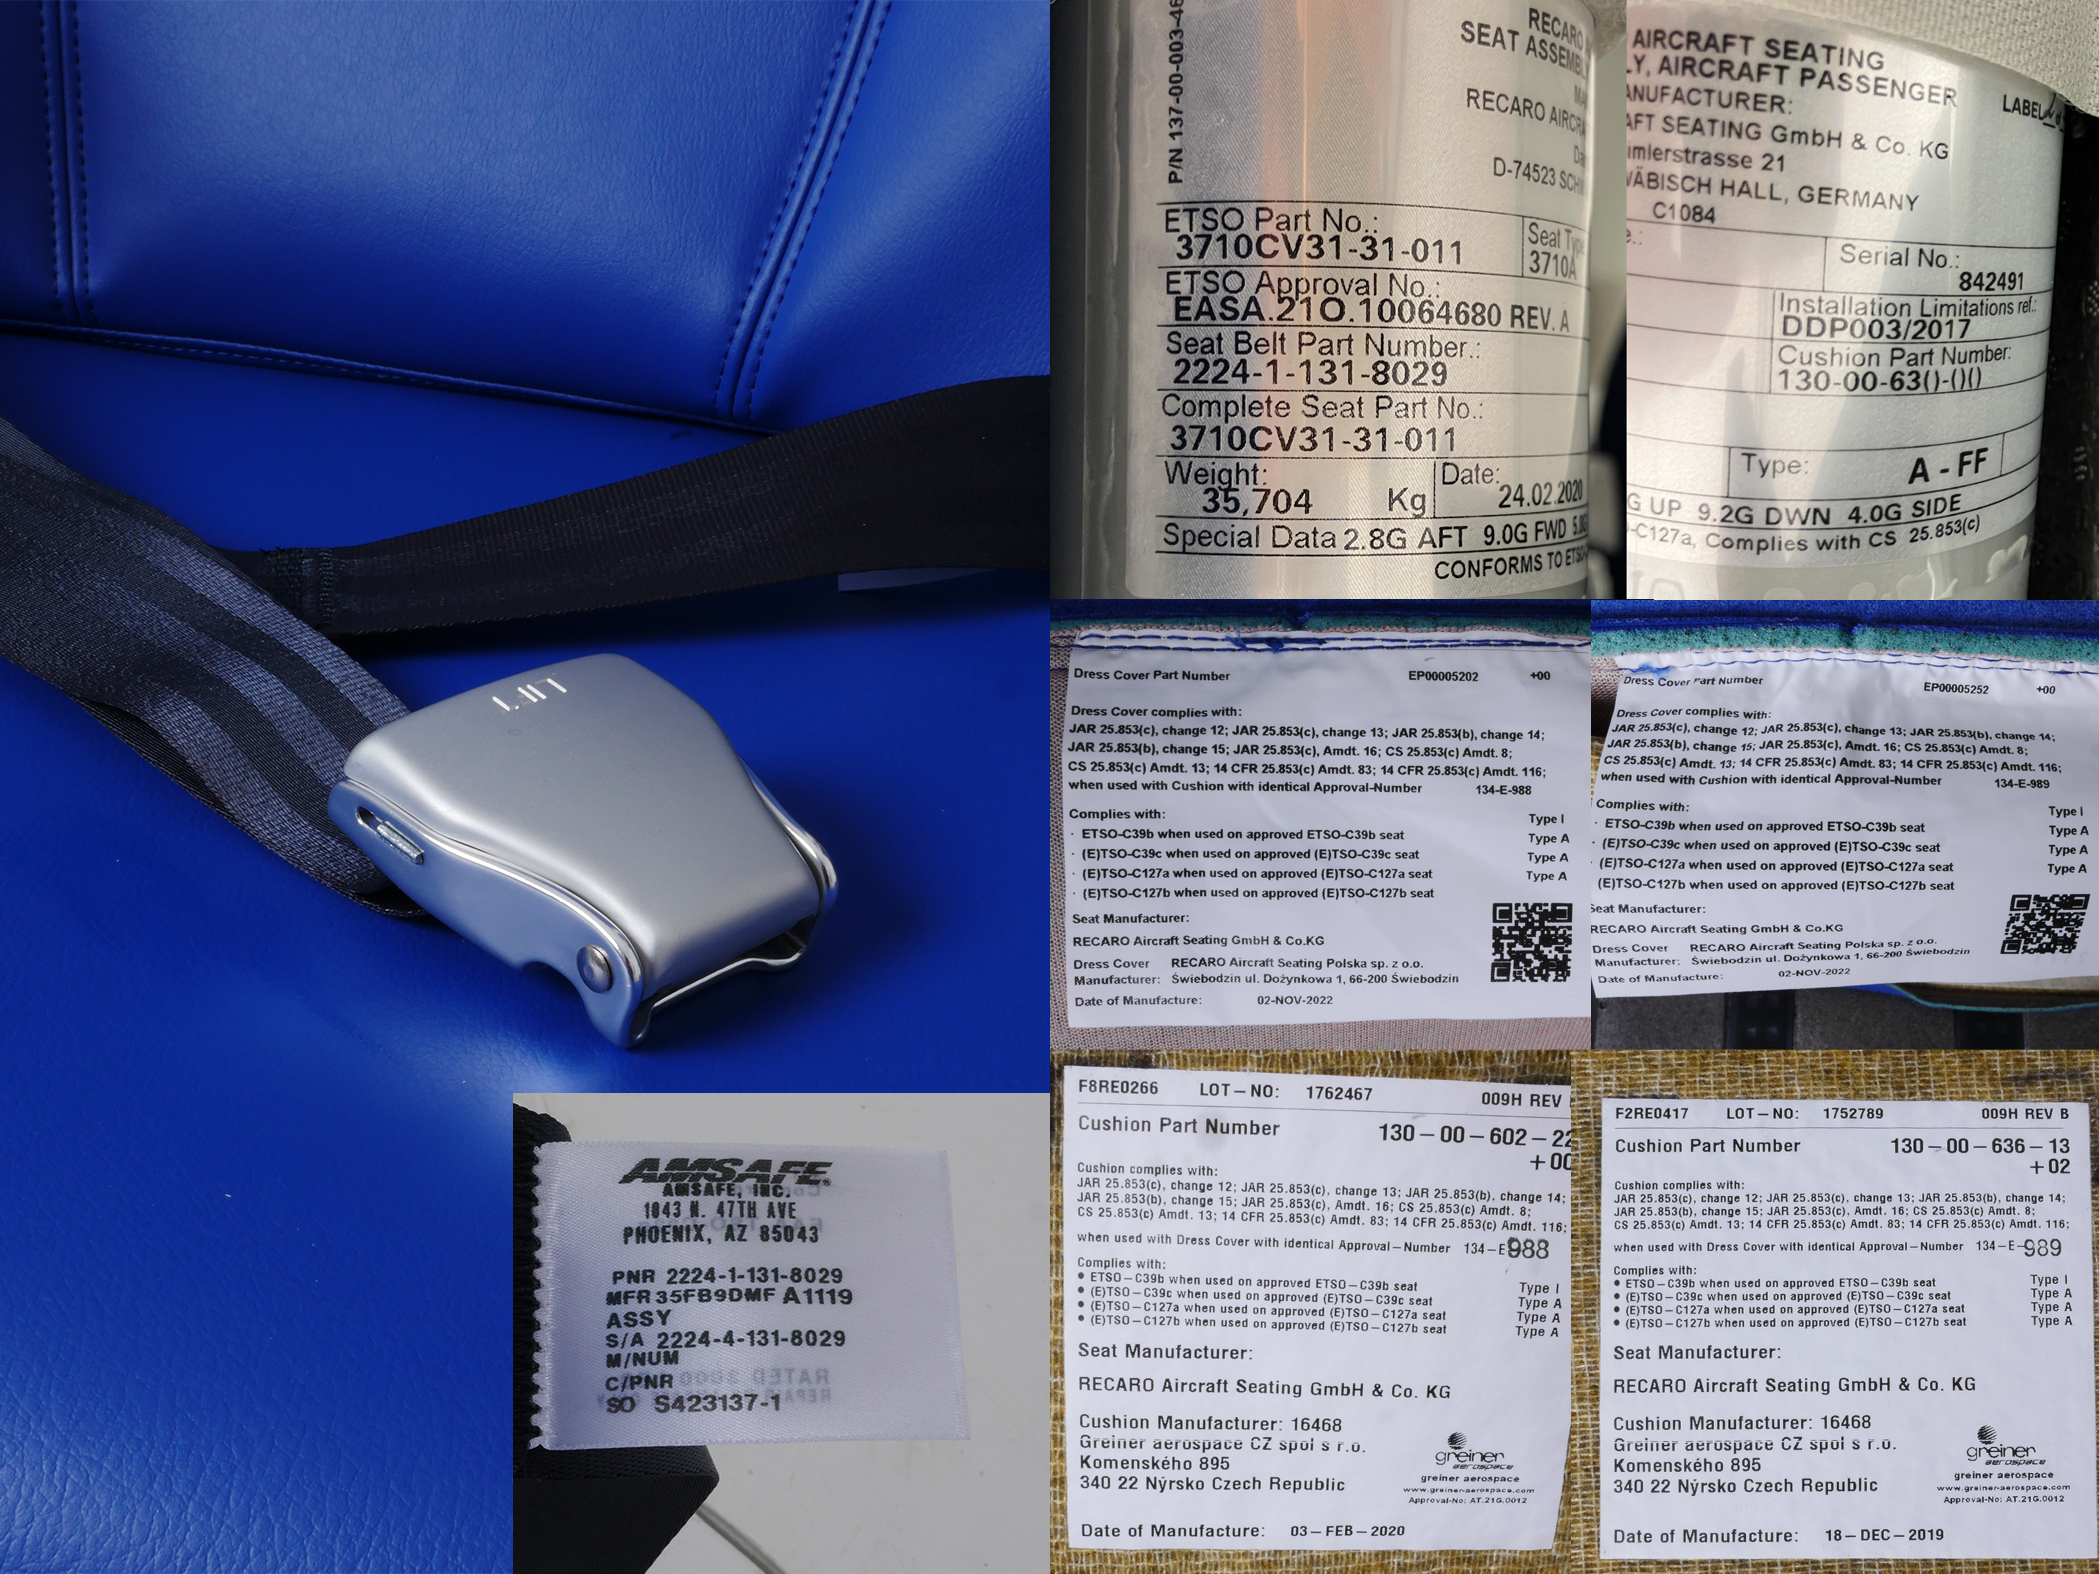 LIFT
AMSAFE®
AMSAFE, INC.
1043 N. 47TH AVE
PHOENIX, AZ 85043
PNR 2224-1-131-8029
MFR 35FB9DMF A1119
ASSY
S/A 2224-4-131-8029
M/NUM
C/PNR
SO S423137-1
P/N 137-00-003-46
RECARO
SEAT ASSEMBL
RECARO AIRCRA
D-74523 SCH
ETSO Part No.:
3710CV31-31-011
Seat Typ
3710A
ETSO Approval No.:
EASA.21O.10064680 REV. A
Seat Belt Part Number.:
2224-1-131-8029
Complete Seat Part No.:
3710CV31-31-011
Weight:
35,704 Kg
Date:
24.02.2020
Special Data 2.8G AFT 9.0G FWD
CONFORMS TO ETSO
AIRCRAFT SEATING
LY, AIRCRAFT PASSENGER
ANUFACTURER:
LABEL
AFT SEATING GmbH & Co. KG
imlerstrasse 21
WÄBISCH HALL, GERMANY
C1084
Serial No.:
842491
Installation Limitations ref.:
DDP003/2017
Cushion Part Number:
130-00-63()-()()
Type: A - FF
G UP 9.2G DWN 4.0G SIDE
-C127a, Complies with CS 25.853(c)
Dress Cover Part Number EP00005202 +00
Dress Cover complies with:
JAR 25.853(c), change 12; JAR 25.853(c), change 13; JAR 25.853(b), change 14;
JAR 25.853(b), change 15; JAR 25.853(c), Amdt. 16; CS 25.853(c) Amdt. 8;
CS 25.853(c) Amdt. 13; 14 CFR 25.853(c) Amdt. 83; 14 CFR 25.853(c) Amdt. 116;
when used with Cushion with identical Approval-Number 134-E-988
Complies with:
· ETSO-C39b when used on approved ETSO-C39b seat Type I
· (E)TSO-C39c when used on approved (E)TSO-C39c seat Type A
· (E)TSO-C127a when used on approved (E)TSO-C127a seat Type A
· (E)TSO-C127b when used on approved (E)TSO-C127b seat Type A
Seat Manufacturer:
RECARO Aircraft Seating GmbH & Co.KG
Dress Cover RECARO Aircraft Seating Polska sp. z o.o.
Manufacturer: Świebodzin ul. Dożynkowa 1, 66-200 Świebodzin
Date of Manufacture: 02-NOV-2022
Dress Cover Part Number EP00005252 +00
Dress Cover complies with:
JAR 25.853(c), change 12; JAR 25.853(c), change 13; JAR 25.853(b), change 14;
JAR 25.853(b), change 15; JAR 25.853(c), Amdt. 16; CS 25.853(c) Amdt. 8;
CS 25.853(c) Amdt. 13; 14 CFR 25.853(c) Amdt. 83; 14 CFR 25.853(c) Amdt. 116;
when used with Cushion with identical Approval-Number 134-E-989
Complies with:
· ETSO-C39b when used on approved ETSO-C39b seat Type I
· (E)TSO-C39c when used on approved (E)TSO-C39c seat Type A
· (E)TSO-C127a when used on approved (E)TSO-C127a seat Type A
(E)TSO-C127b when used on approved (E)TSO-C127b seat Type A
Seat Manufacturer:
RECARO Aircraft Seating GmbH & Co.KG
Dress Cover RECARO Aircraft Seating Polska sp. z o.o.
Manufacturer: Świebodzin ul. Dożynkowa 1, 66-200 Świebodzin
Date of Manufacture: 02-NOV-2022
F8RE0266 LOT-NO: 1762467 009H REV
Cushion Part Number 130-00-602-22
+00
Cushion complies with:
JAR 25.853(c), change 12; JAR 25.853(c), change 13; JAR 25.853(b), change 14;
JAR 25.853(b), change 15; JAR 25.853(c), Amdt. 16; CS 25.853(c) Amdt. 8;
CS 25.853(c) Amdt. 13; 14 CFR 25.853(c) Amdt. 83; 14 CFR 25.853(c) Amdt. 116;
when used with Dress Cover with identical Approval-Number 134-E988
Complies with:
• ETSO-C39b when used on approved ETSO-C39b seat Type I
• (E)TSO-C39c when used on approved (E)TSO-C39c seat Type A
• (E)TSO-C127a when used on approved (E)TSO-C127a seat Type A
• (E)TSO-C127b when used on approved (E)TSO-C127b seat Type A
Seat Manufacturer:
RECARO Aircraft Seating GmbH & Co. KG
Cushion Manufacturer: 16468
Greiner aerospace CZ spol s r.o.
Komenského 895
340 22 Nýrsko Czech Republic
greiner
aerospace
greiner aerospace
www.greiner-aerospace.com
Approval-No: AT.21G.0012
Date of Manufacture: 03-FEB-2020
F2RE0417 LOT-NO: 1752789 009H REV B
Cushion Part Number 130-00-636-13
+02
Cushion complies with:
JAR 25.853(c), change 12; JAR 25.853(c), change 13; JAR 25.853(b), change 14;
JAR 25.853(b), change 15; JAR 25.853(c), Amdt. 16; CS 25.853(c) Amdt. 8;
CS 25.853(c) Amdt. 13; 14 CFR 25.853(c) Amdt. 83; 14 CFR 25.853(c) Amdt. 116;
when used with Dress Cover with identical Approval-Number 134-E-989
Complies with:
• ETSO-C39b when used on approved ETSO-C39b seat Type I
• (E)TSO-C39c when used on approved (E)TSO-C39c seat Type A
• (E)TSO-C127a when used on approved (E)TSO-C127a seat Type A
• (E)TSO-C127b when used on approved (E)TSO-C127b seat Type A
Seat Manufacturer:
RECARO Aircraft Seating GmbH & Co. KG
Cushion Manufacturer: 16468
Greiner aerospace CZ spol s r.o.
Komenského 895
340 22 Nýrsko Czech Republic
greiner
aerospace
greiner aerospace
www.greiner-aerospace.com
Approval-No: AT.21G.0012
Date of Manufacture: 18-DEC-2019